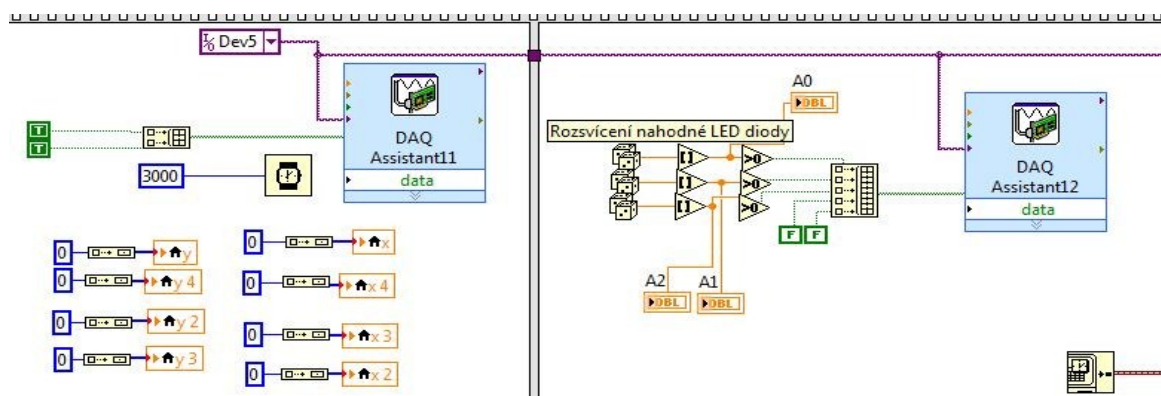 Dev5
T
T
DAQ
Assistant11
data
3000
0
y
0
y 4
0
y 2
0
y 3
0
x
0
x 4
0
x 3
0
x 2
A0
DBL
Rozsvícení nahodné LED diody
[ ]
>0
[ ]
>0
[ ]
>0
F
F
A2
A1
DBL
DBL
DAQ
Assistant12
data